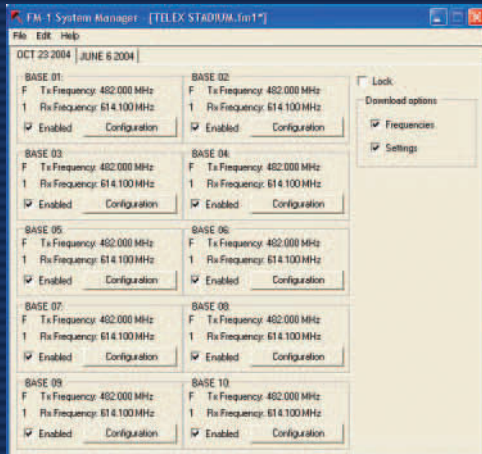 FM-1 System Manager - [TELEX STADIUM.fm1*]
File Edit Help
OCT 23 2004 JUNE 6 2004
BASE 01:
F Tx Frequency: 482.000 MHz
1 Rx Frequency: 614.100 MHz
Enabled Configuration
BASE 02:
F Tx Frequency: 482.000 MHz
1 Rx Frequency: 614.100 MHz
Enabled Configuration
Lock
Download options
Frequencies
Settings
BASE 03:
F Tx Frequency: 482.000 MHz
1 Rx Frequency: 614.100 MHz
Enabled Configuration
BASE 04:
F Tx Frequency: 482.000 MHz
1 Rx Frequency: 614.100 MHz
Enabled Configuration
BASE 05:
F Tx Frequency: 482.000 MHz
1 Rx Frequency: 614.100 MHz
Enabled Configuration
BASE 06:
F Tx Frequency: 482.000 MHz
1 Rx Frequency: 614.100 MHz
Enabled Configuration
BASE 07:
F Tx Frequency: 482.000 MHz
1 Rx Frequency: 614.100 MHz
Enabled Configuration
BASE 08:
F Tx Frequency: 482.000 MHz
1 Rx Frequency: 614.100 MHz
Enabled Configuration
BASE 09:
F Tx Frequency: 482.000 MHz
1 Rx Frequency: 614.100 MHz
Enabled Configuration
BASE 10:
F Tx Frequency: 482.000 MHz
1 Rx Frequency: 614.100 MHz
Enabled Configuration